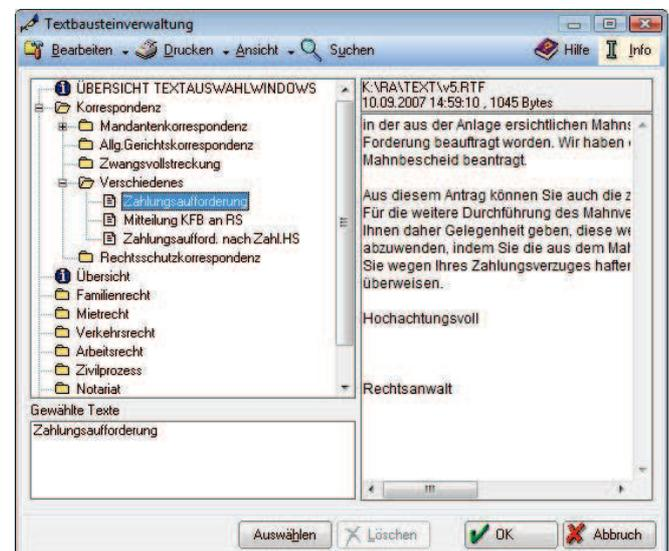 Textbausteinverwaltung
Bearbeiten Drucken Ansicht Suchen Hilfe Info
ÜBERSICHT TEXTAUSWAHLWINDOWS
Korrespondenz
Mandantenkorrespondenz
Allg.Gerichtskorrespondenz
Zwangsvollstreckung
Verschiedenes
Zahlungsaufforderung
Mitteilung KFB an RS
Zahlungsaufford. nach Zahl.HS
Rechtsschutzkorrespondenz
Übersicht
Familienrecht
Mietrecht
Verkehrsrecht
Arbeitsrecht
Zivilprozess
Notariat
Gewählte Texte
Zahlungsaufforderung
K:\RA\TEXT\v5.RTF
10.09.2007 14:59:10 , 1045 Bytes
in der aus der Anlage ersichtlichen Mahns
Forderung beauftragt worden. Wir haben
Mahnbescheid beantragt.
Aus diesem Antrag können Sie auch die z
Für die weitere Durchführung des Mahnve
Ihnen daher Gelegenheit geben, diese we
abzuwenden, indem Sie die aus dem Mah
Sie wegen Ihres Zahlungsverzuges haften
überweisen.
Hochachtungsvoll
Rechtsanwalt
Auswählen Löschen OK Abbruch